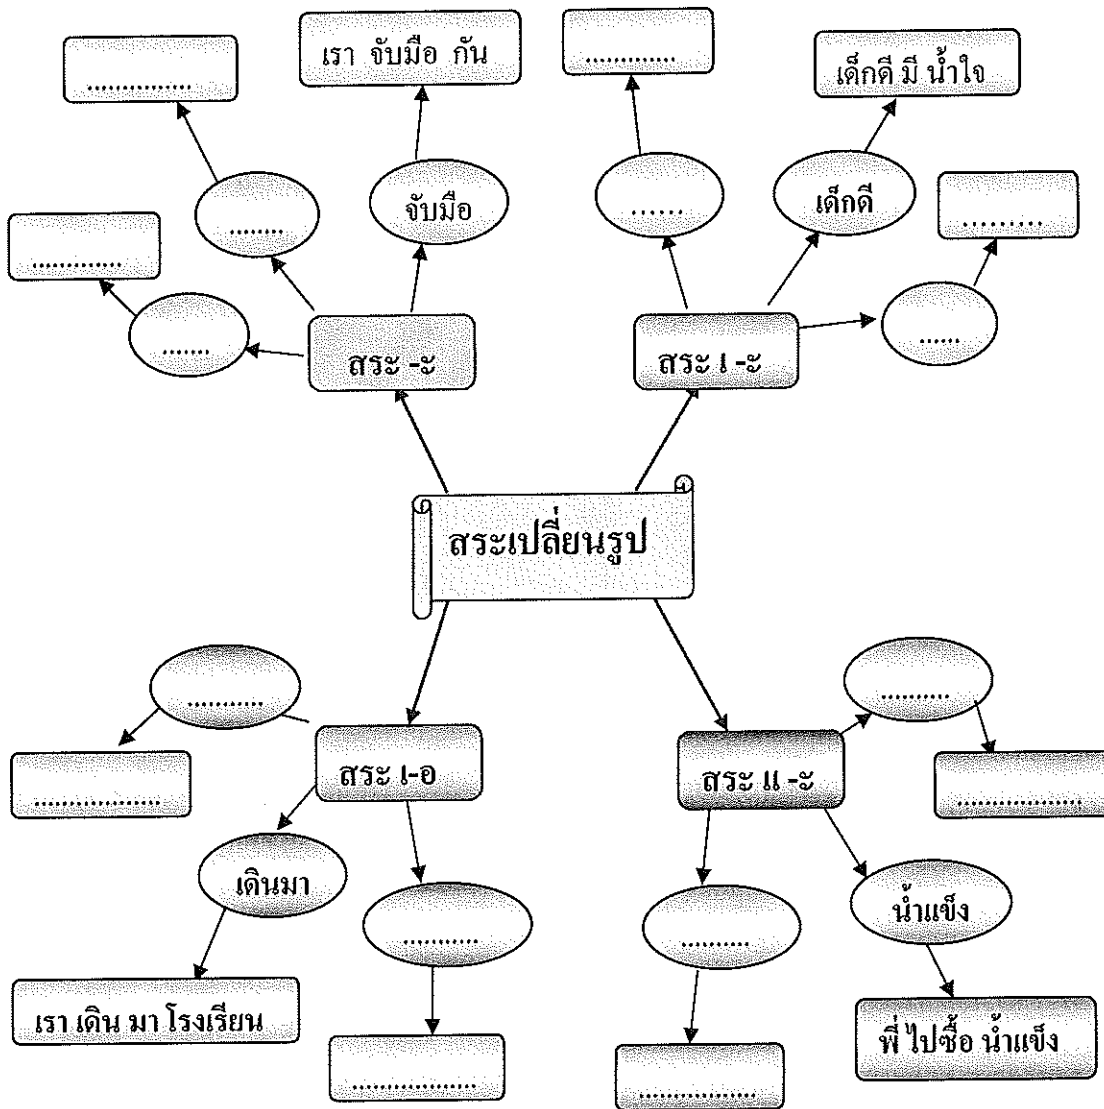 เรา จับมือ กัน
เด็กดี มี น้ำใจ
จับมือ
เด็กดี
สระ -ะ
สระ เ -ะ
สระเปลี่ยนรูป
สระ เ-อ
สระ แ -ะ
เดินมา
น้ำแข็ง
เรา เดิน มา โรงเรียน
พี่ ไปซื้อ น้ำแข็ง